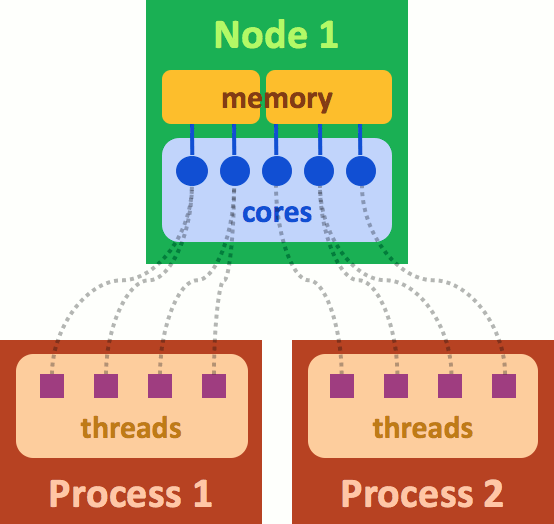 Node 1
memory
cores
threads
threads
Process 1
Process 2